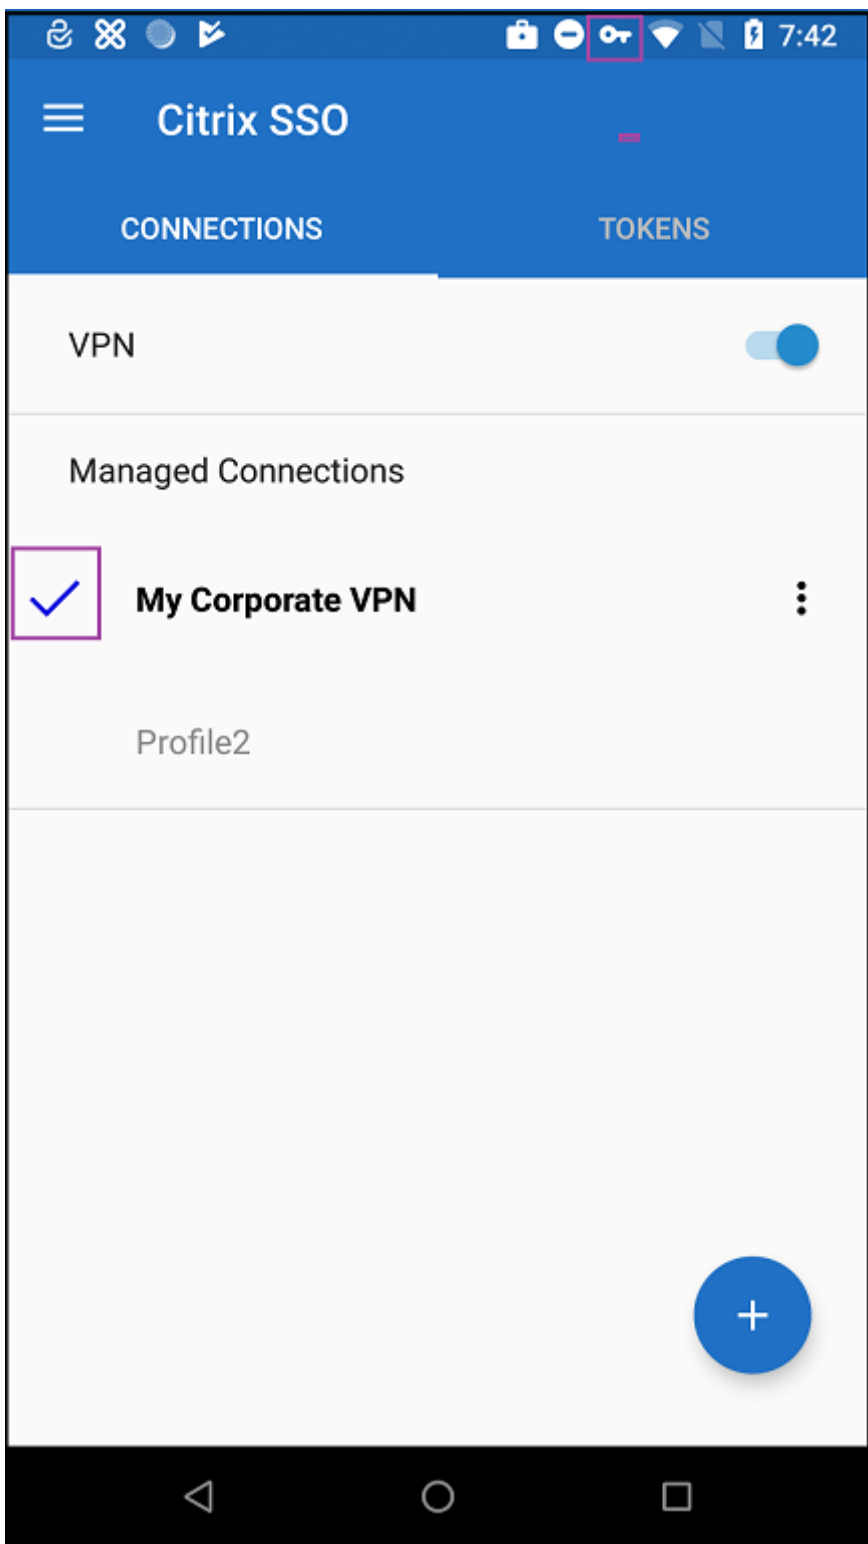 7:42
Citrix SSO
CONNECTIONS TOKENS
VPN
Managed Connections
My Corporate VPN
Profile2